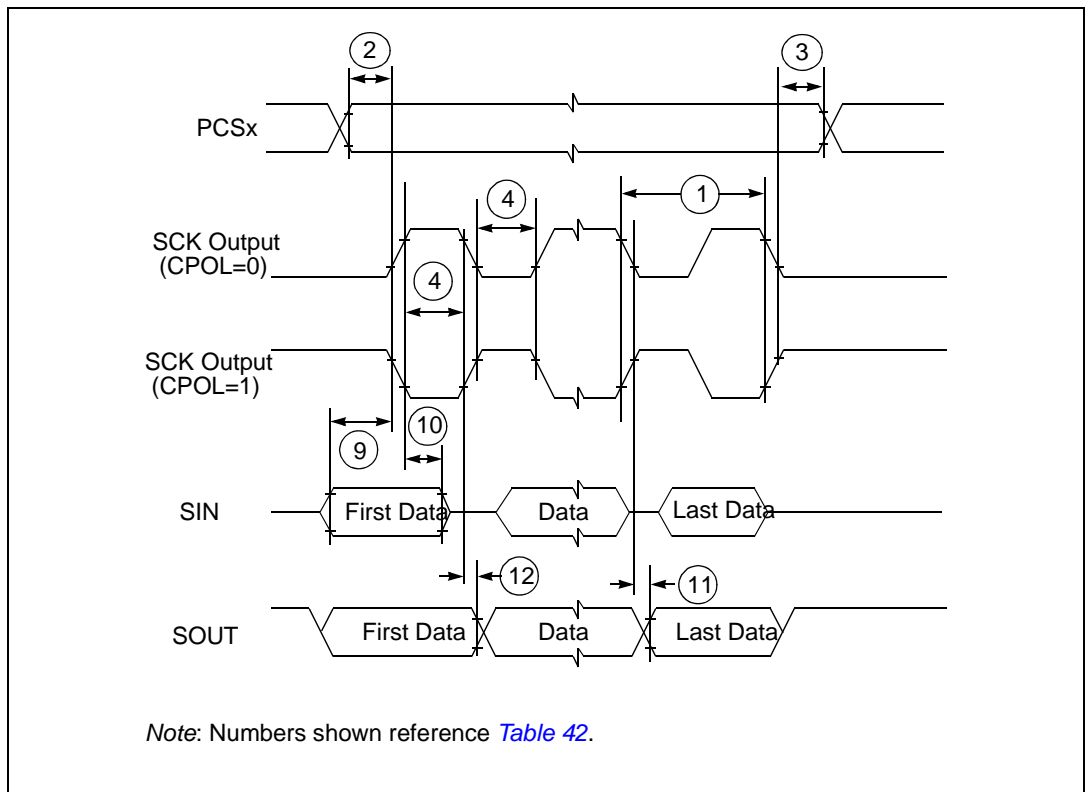 2
3
PCSx
4
1
SCK Output
(CPOL=0)
4
SCK Output
(CPOL=1)
9
10
SIN
First Data
Data
Last Data
12
11
SOUT
First Data
Data
Last Data
Note: Numbers shown reference Table 42.